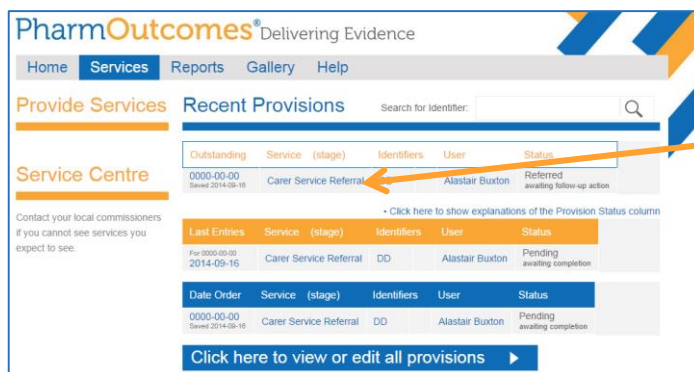 PharmOutcomes® Delivering Evidence
Home Services Reports Gallery Help
Provide Services
Service Centre
Contact your local commissioners
if you cannot see services you
expect to see.
Recent Provisions Search for Identifier:
Outstanding Service (stage) Identifiers User Status
0000-00-00 Carer Service Referral Alastair Buxton Referred
Saved 2014-09-16 awaiting follow-up action
• Click here to show explanations of the Provision Status column
Last Entries Service (stage) Identifiers User Status
For 0000-00-00 Carer Service Referral DD Alastair Buxton Pending
2014-09-16 awaiting completion
Date Order Service (stage) Identifiers User Status
0000-00-00 Carer Service Referral DD Alastair Buxton Pending
Saved 2014-09-16 awaiting completion
Click here to view or edit all provisions